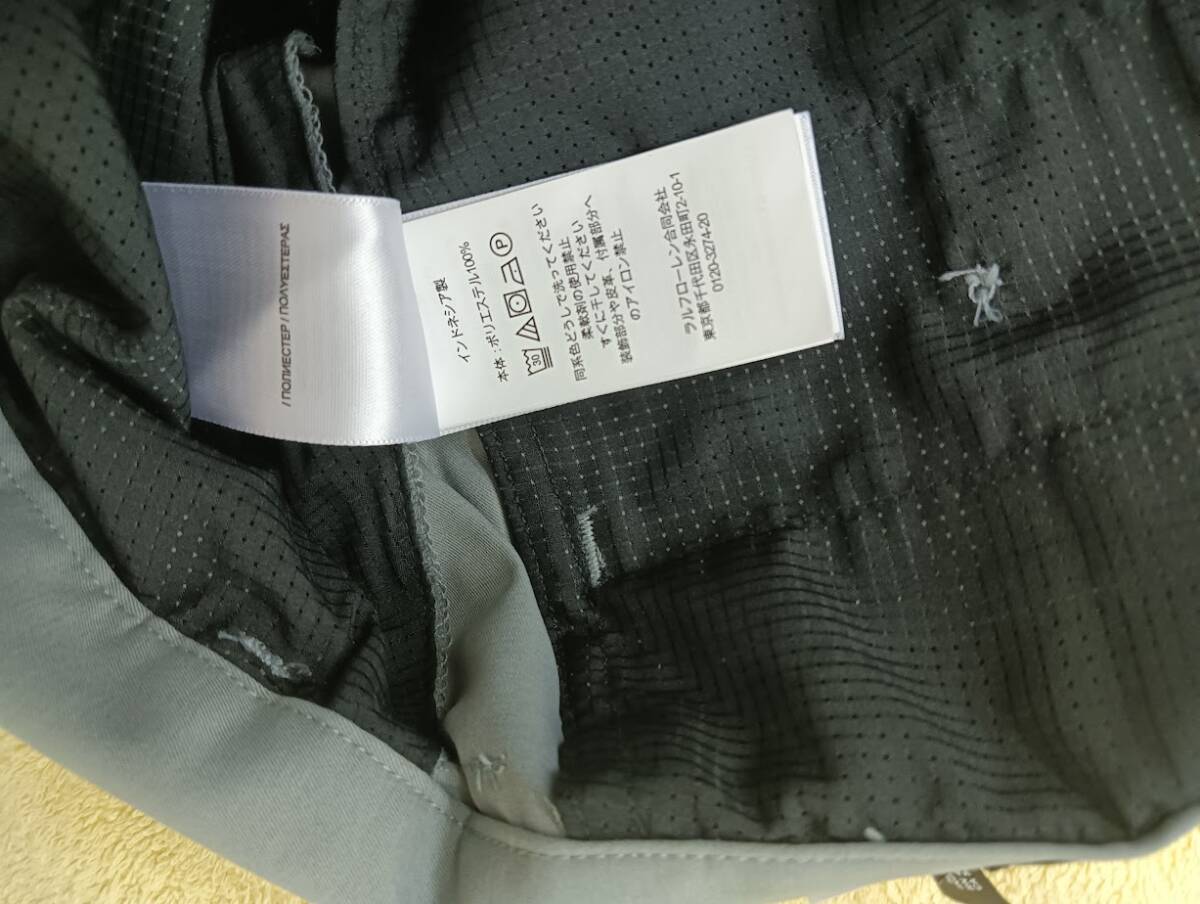 / ПОЛИЕСТЕР / ПОЛУЕΣТЕРАΣ
インドネシア製
本体:ポリエステル100%
30 P
同系色どうしで洗ってください
柔軟剤の使用禁止
すぐに干してください
装飾部分や皮革、付属部分へ
のアイロン禁止
ラルフローレン合同会社
東京都千代田区永田町2-10-1
0120-3274-20